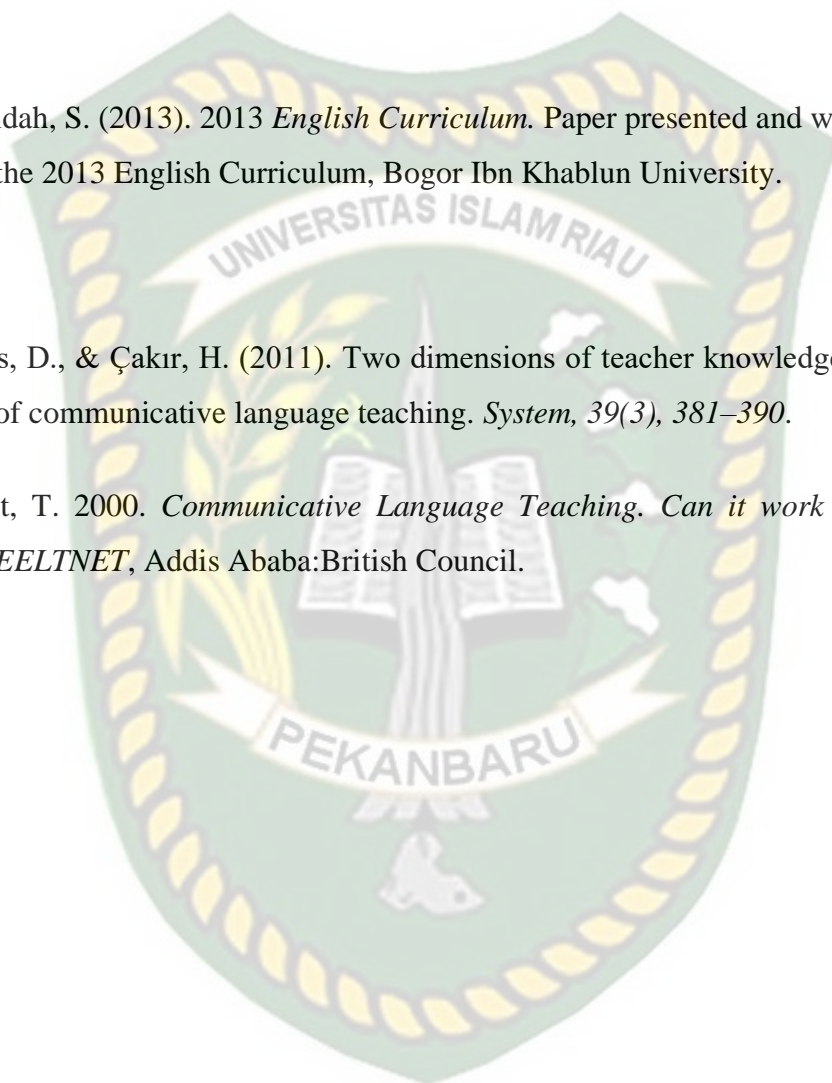 dah, S. (2013). 2013 English Curriculum. Paper presented and w
the 2013 English Curriculum, Bogor Ibn Khablun University.
UNIVERSITAS ISLAM RIAU
s, D., & Çakır, H. (2011). Two dimensions of teacher knowledge
of communicative language teaching. System, 39(3), 381–390.
t, T. 2000. Communicative Language Teaching. Can it work
EELTNET, Addis Ababa:British Council.
PEKANBARU